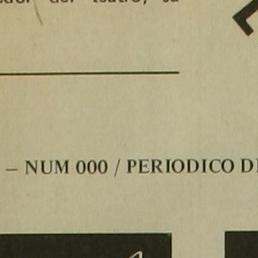 del teatro, su
– NUM 000 / PERIODICO